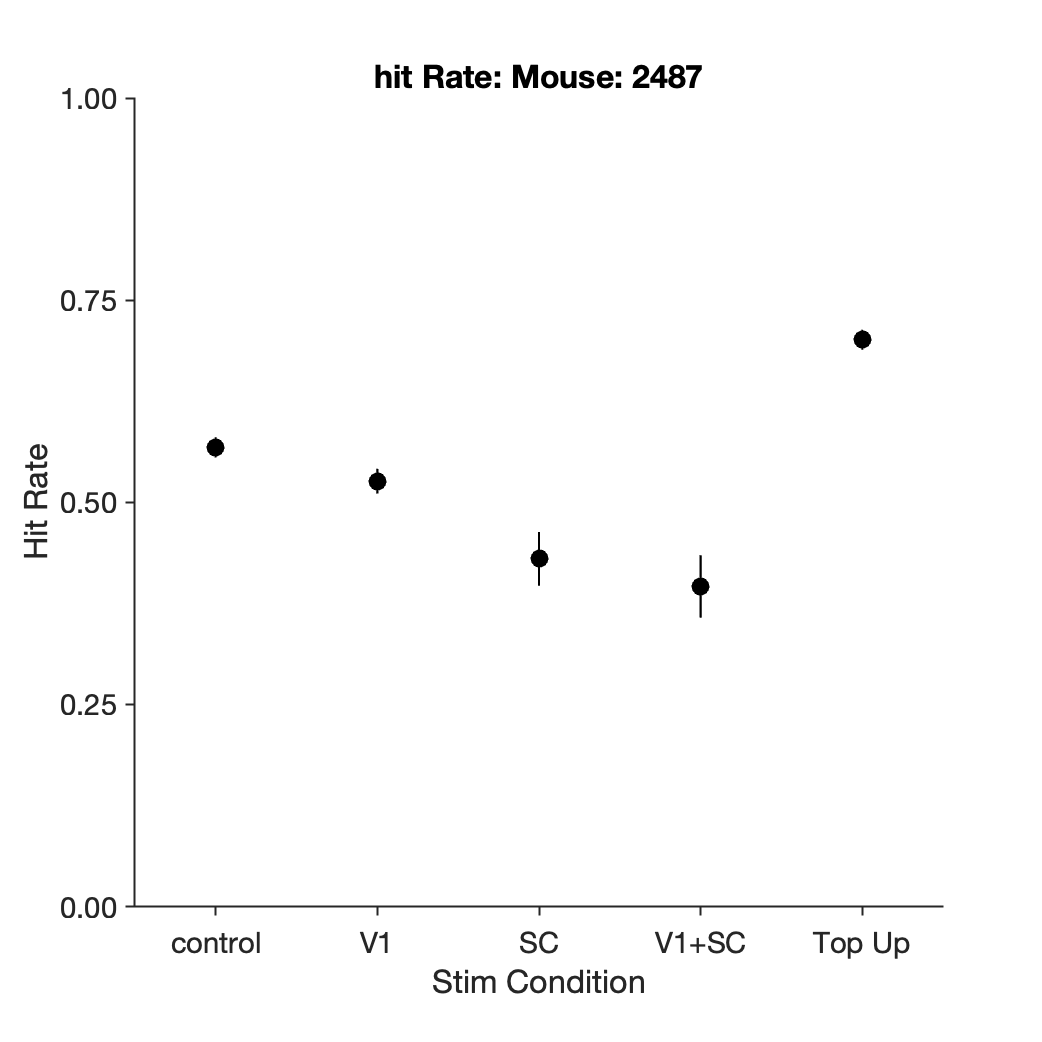 hit Rate: Mouse: 2487
1.00
0.75
0.50
0.25
0.00
Hit Rate
control V1 SC V1+SC Top Up
Stim Condition